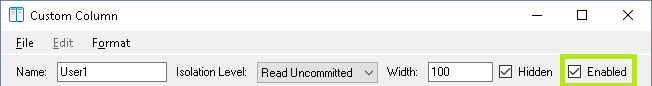 Custom Column
File Edit Format
Name: User1 Isolation Level: Read Uncommitted Width: 100 Hidden Enabled